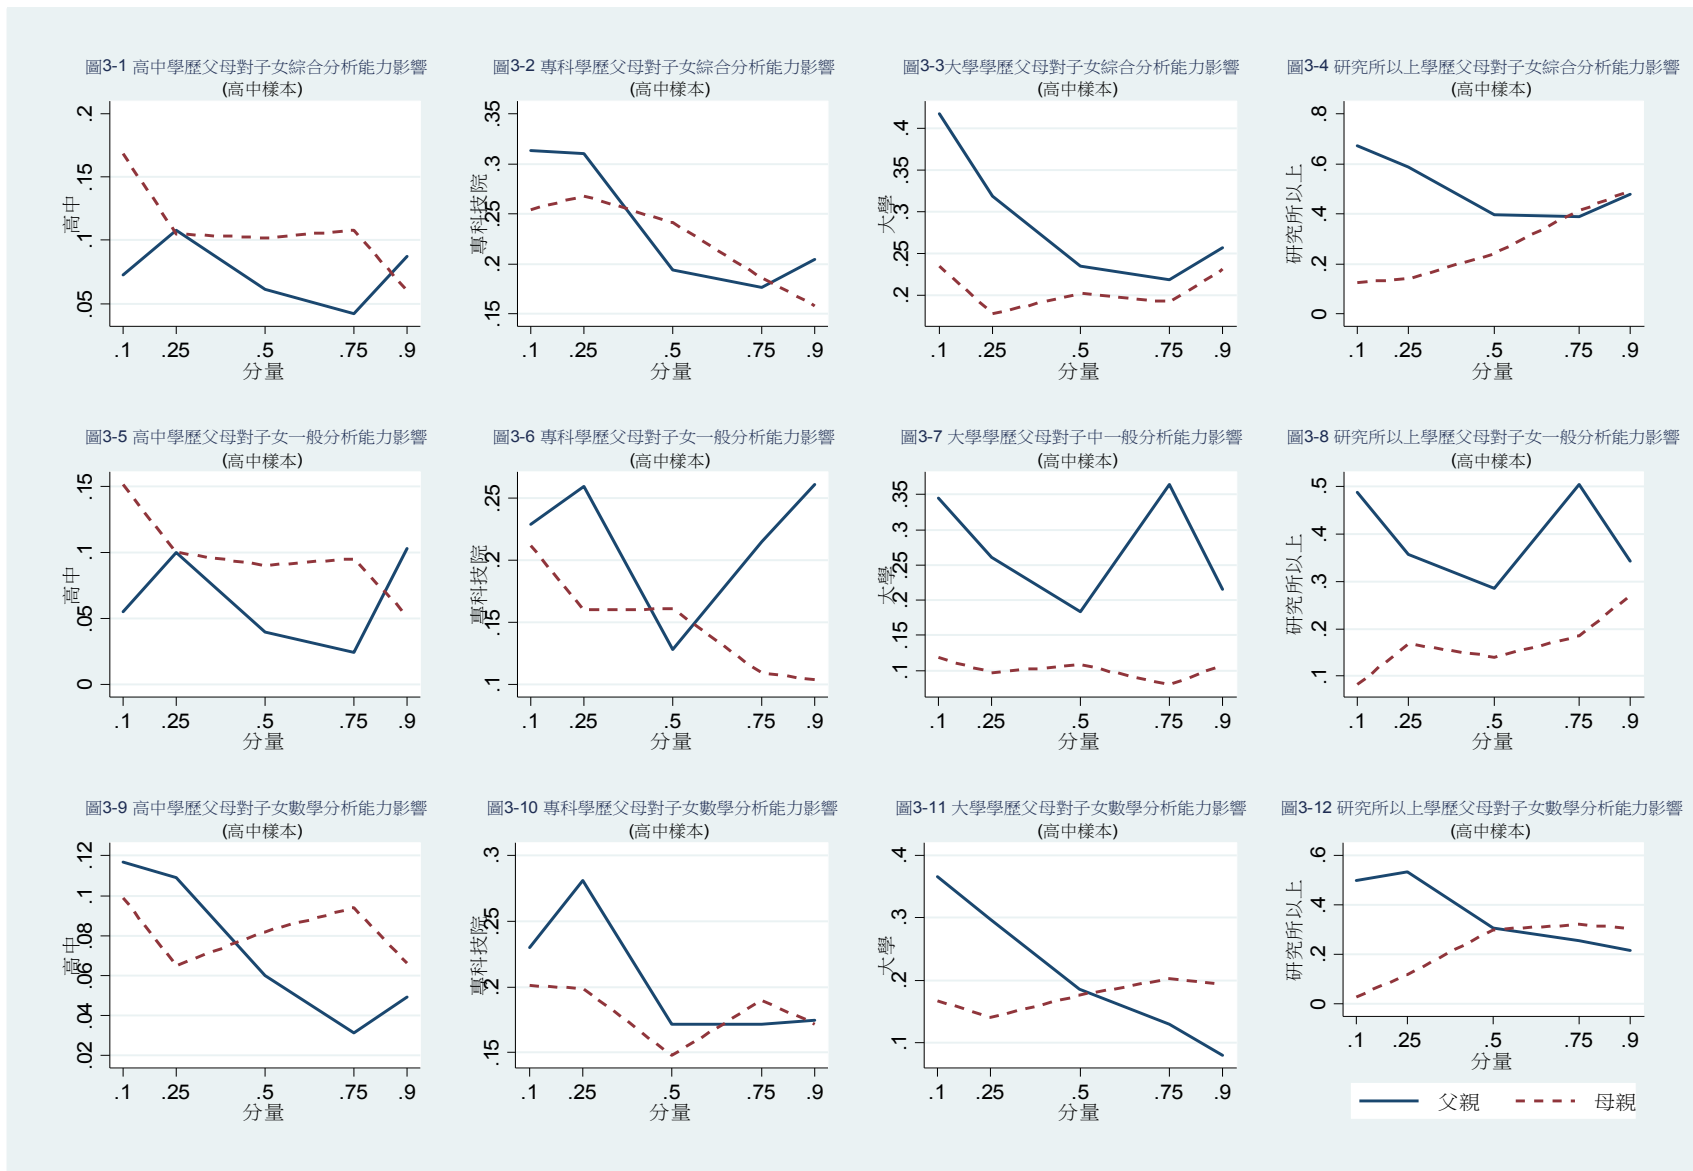 圖3-1 高中學歷父母對子女綜合分析能力影響
(高中樣本)
高中
.2
.15
.1
.05
.1 .25 .5 .75 .9
分量
圖3-2 專科學歷父母對子女綜合分析能力影響
(高中樣本)
專科技院
.35
.3
.25
.2
.15
.1 .25 .5 .75 .9
分量
圖3-3大學學歷父母對子女綜合分析能力影響
(高中樣本)
大學
.4
.35
.3
.25
.2
.1 .25 .5 .75 .9
分量
圖3-4 研究所以上學歷父母對子女綜合分析能力影響
(高中樣本)
研究所以上
.8
.6
.4
.2
0
.1 .25 .5 .75 .9
分量
圖3-5 高中學歷父母對子女一般分析能力影響
(高中樣本)
高中
.15
.1
.05
0
.1 .25 .5 .75 .9
分量
圖3-6 專科學歷父母對子女一般分析能力影響
(高中樣本)
專科技院
.25
.2
.15
.1
.1 .25 .5 .75 .9
分量
圖3-7 大學學歷父母對子中一般分析能力影響
(高中樣本)
大學
.35
.3
.25
.2
.15
.1
.1 .25 .5 .75 .9
分量
圖3-8 研究所以上學歷父母對子女一般分析能力影響
(高中樣本)
研究所以上
.5
.4
.3
.2
.1
.1 .25 .5 .75 .9
分量
圖3-9 高中學歷父母對子女數學分析能力影響
(高中樣本)
高中
.12
.1
.08
.06
.04
.02
.1 .25 .5 .75 .9
分量
圖3-10 專科學歷父母對子女數學分析能力影響
(高中樣本)
專科技院
.3
.25
.2
.15
.1 .25 .5 .75 .9
分量
圖3-11 大學學歷父母對子女數學分析能力影響
(高中樣本)
大學
.4
.3
.2
.1
.1 .25 .5 .75 .9
分量
圖3-12 研究所以上學歷父母對子女數學分析能力影響
(高中樣本)
研究所以上
.6
.4
.2
0
.1 .25 .5 .75 .9
分量
父親 母親